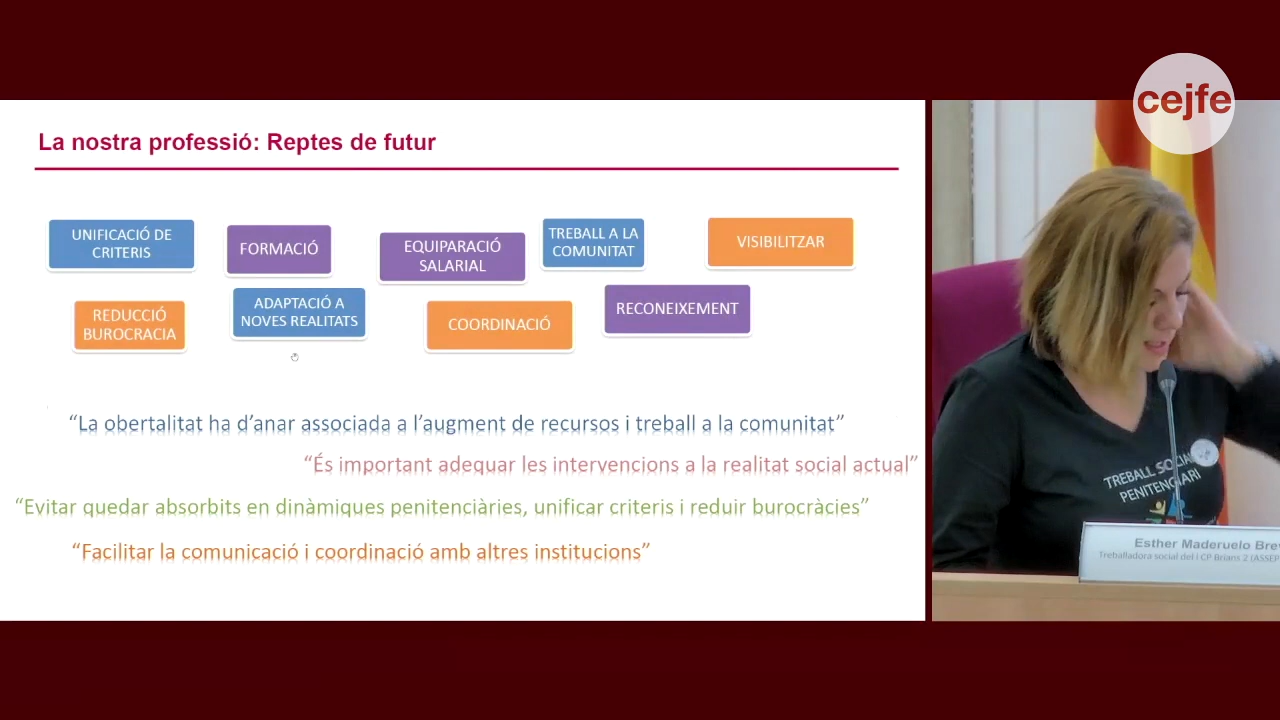 cejfe
La nostra professió: Reptes de futur
UNIFICACIÓ DE
CRITERIS
FORMACIÓ
EQUIPARACIÓ
SALARIAL
TREBALL A LA
COMUNITAT
VISIBILITZAR
REDUCCIÓ
BUROCRACIA
ADAPTACIÓ A
NOVES REALITATS
COORDINACIÓ
RECONEIXEMENT
“La obertalitat ha d’anar associada a l’augment de recursos i treball a la comunitat”
“És important adequar les intervencions a la realitat social actual”
“Evitar quedar absorbits en dinàmiques penitenciàries, unificar criteris i reduir burocràcies”
“Facilitar la comunicació i coordinació amb altres institucions”
TREBALL SOCIAL
PENITENCIARI
Esther Maderuelo
Treballadora social del i CP Brians 2